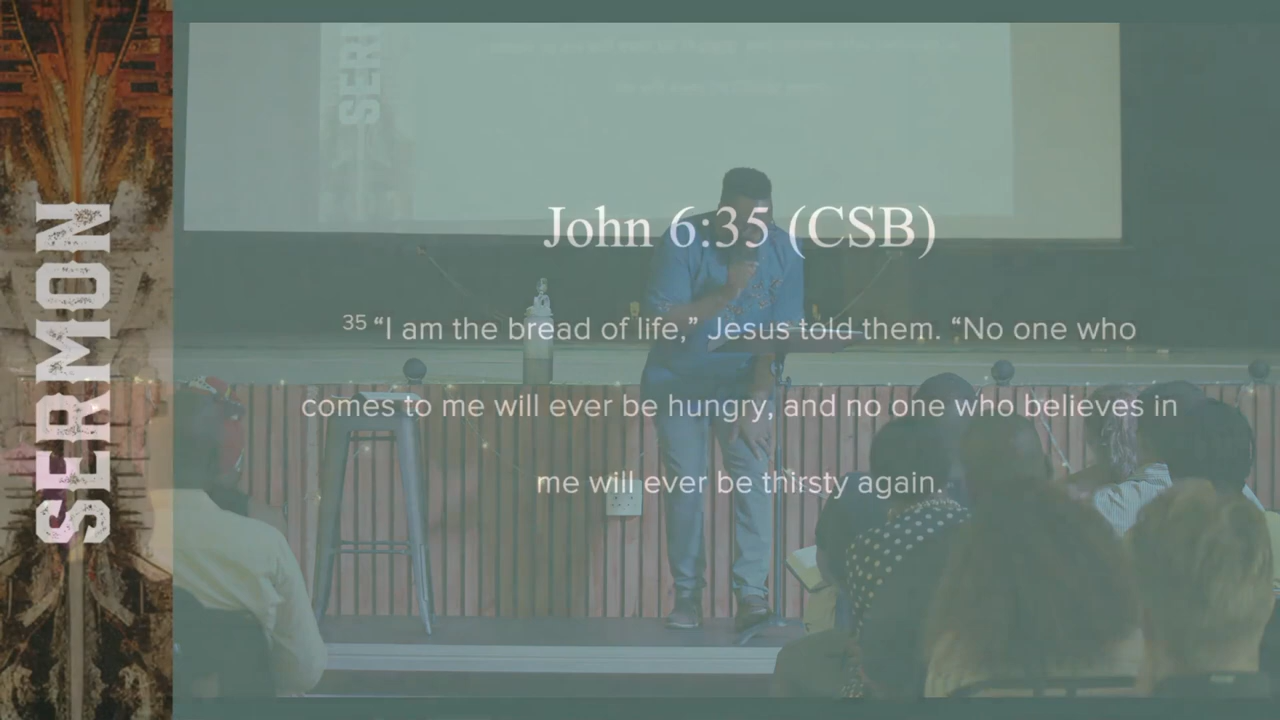 SERMON
SER
John 6:35 (CSB)
35 “I am the bread of life,” Jesus told them. “No one who
comes to me will ever be hungry, and no one who believes in
me will ever be thirsty again.